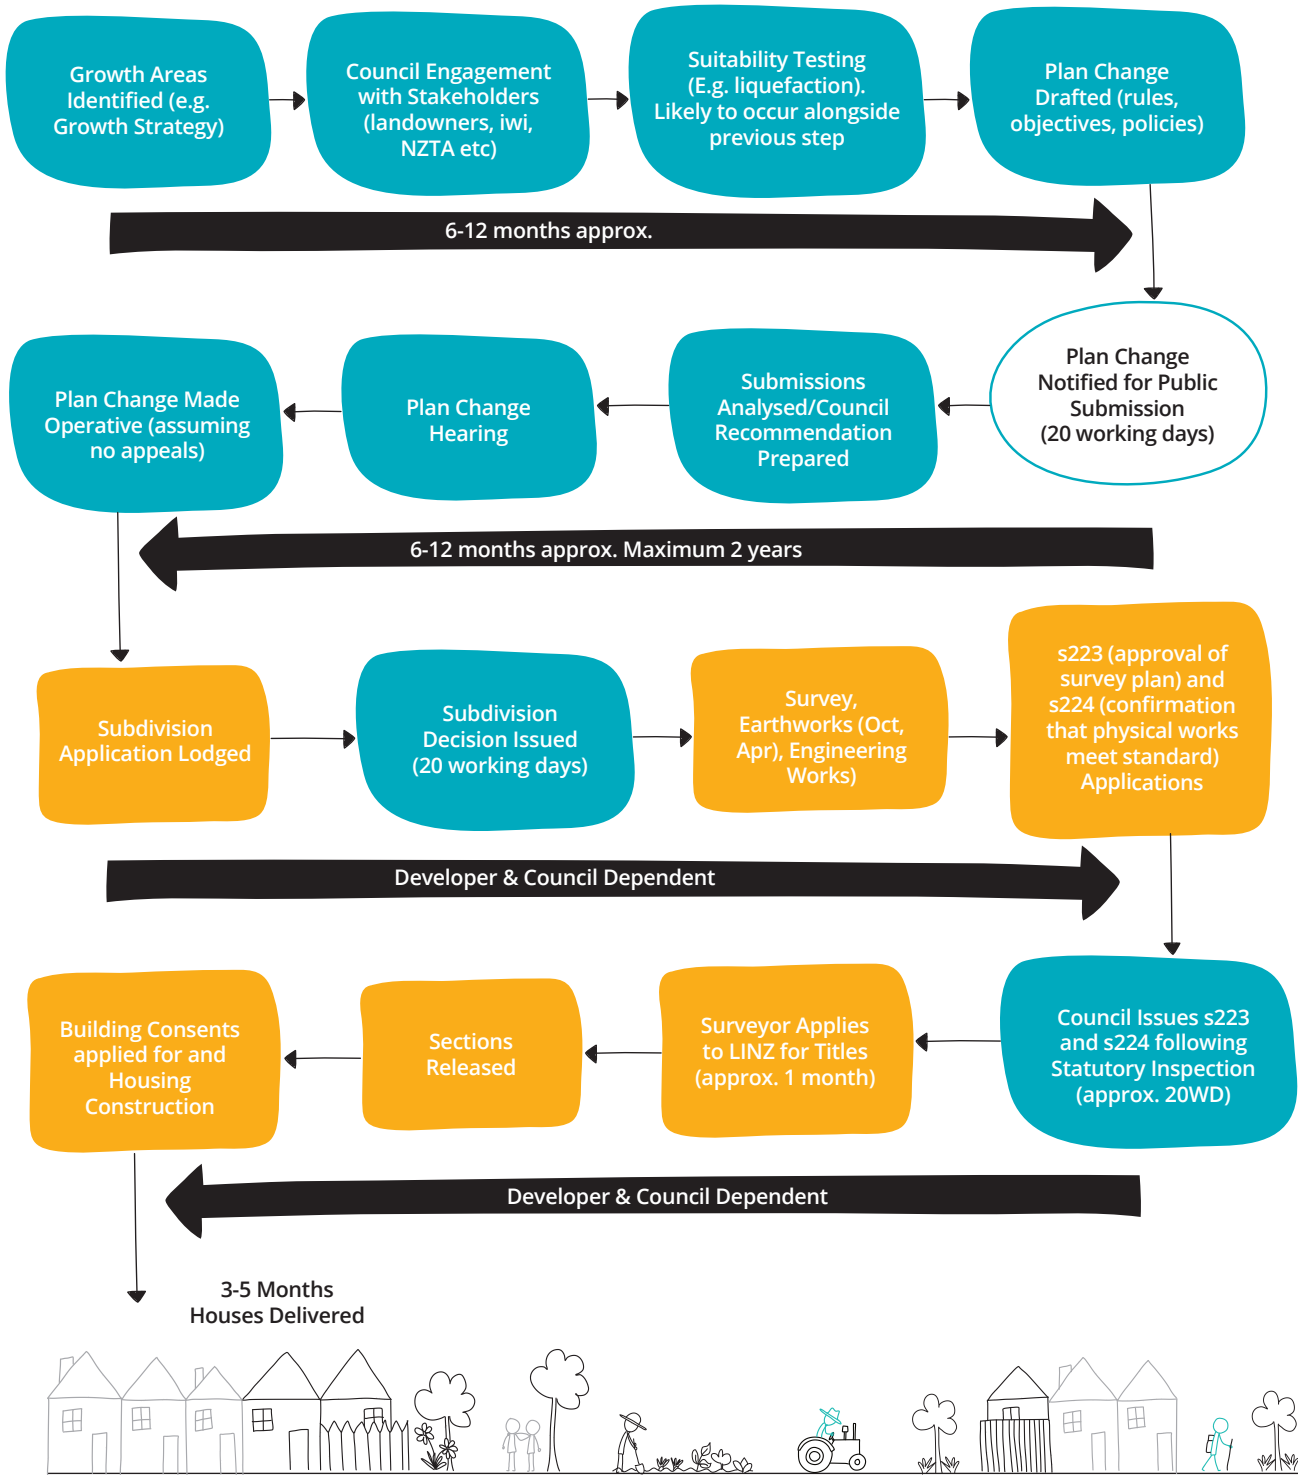 Growth Areas
Identified (e.g.
Growth Strategy)
Council Engagement
with Stakeholders
(landowners, iwi,
NZTA etc)
Suitability Testing
(E.g. liquefaction).
Likely to occur alongside
previous step
Plan Change
Drafted (rules,
objectives, policies)
6-12 months approx.
Plan Change
Notified for Public
Submission
(20 working days)
Submissions
Analysed/Council
Recommendation
Prepared
Plan Change
Hearing
Plan Change Made
Operative (assuming
no appeals)
6-12 months approx. Maximum 2 years
Subdivision
Application Lodged
Subdivision
Decision Issued
(20 working days)
Survey,
Earthworks (Oct,
Apr), Engineering
Works)
s223 (approval of
survey plan) and
s224 (confirmation
that physical works
meet standard)
Applications
Developer & Council Dependent
Council Issues s223
and s224 following
Statutory Inspection
(approx. 20WD)
Surveyor Applies
to LINZ for Titles
(approx. 1 month)
Sections
Released
Building Consents
applied for and
Housing
Construction
Developer & Council Dependent
3-5 Months
Houses Delivered